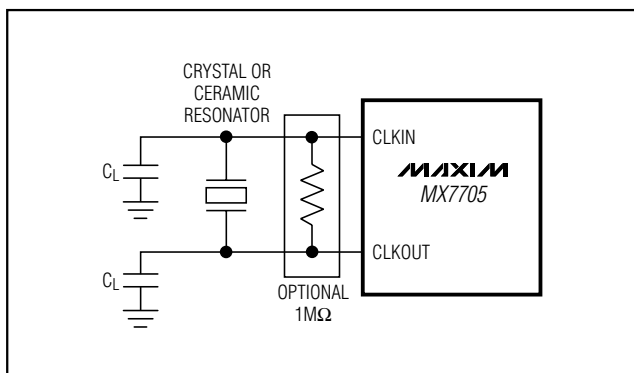 CRYSTAL OR
CERAMIC
RESONATOR
CLKIN
CL
MAXIM
MX7705
CLKOUT
CL
OPTIONAL
1MΩ